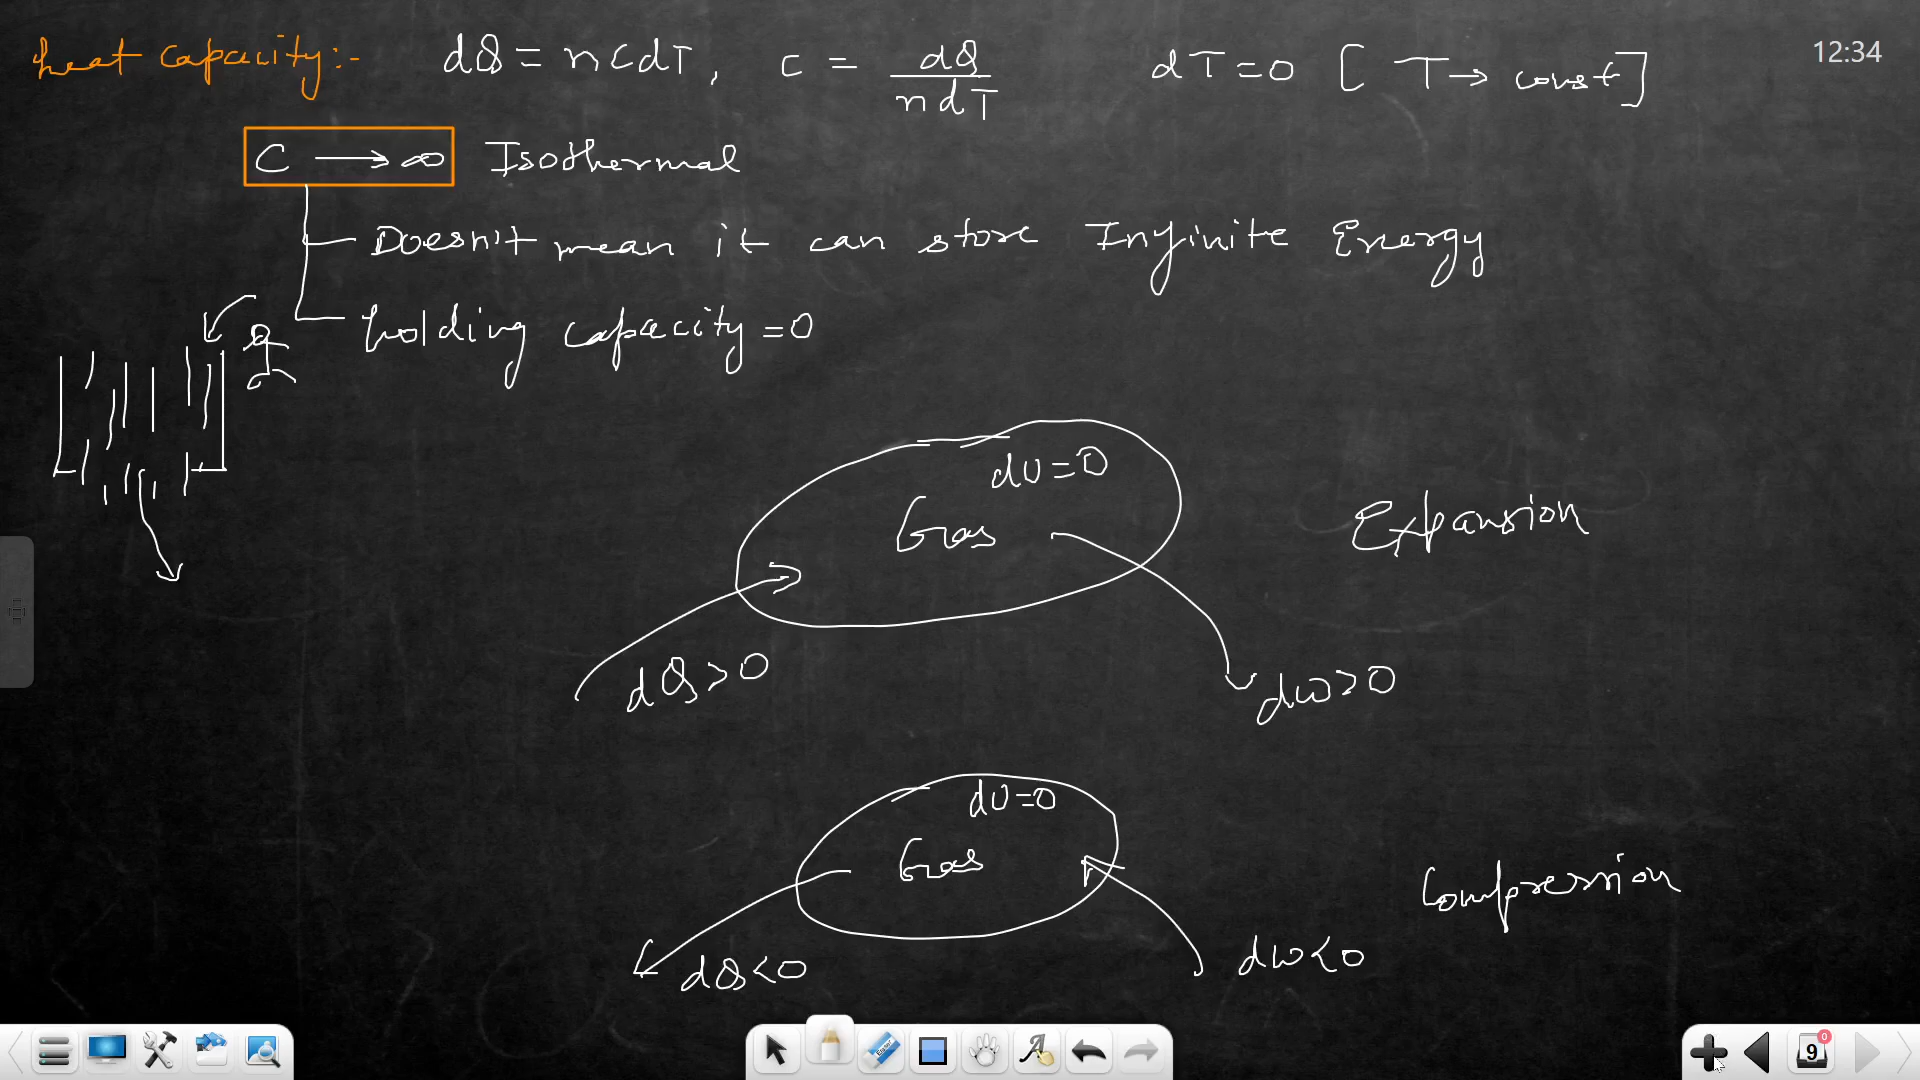 heat capacity:- dQ = nCdT, C = dQ/ndT dT=0 [T→ const]
12:34
C → ∞ Isothermal
Doesn't mean it can store Infinite Energy
holding capacity = 0
dU=0
Gas
Expansion
dQ>0
dW>0
dU=0
Gas
Compression
dQ<0
dW<0
Eraser
A
0
9